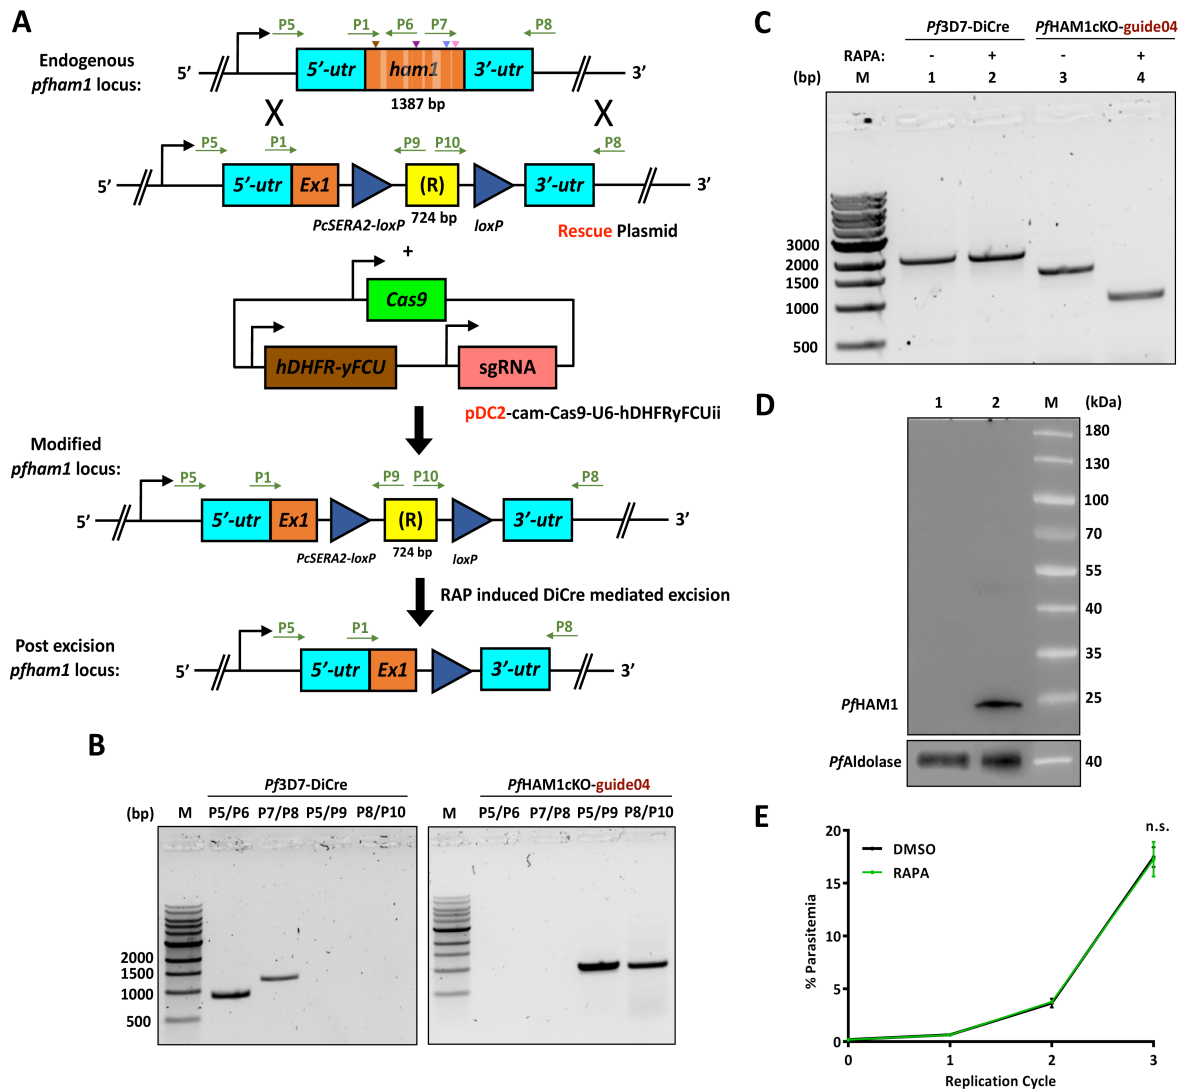 A
P5 P1 P6 P7 P8
Endogenous
pfham1 locus:
5’ 5’-utr ham1 3’-utr 3’
1387 bp
X X
P5 P1 P9 P10 P8
5’ 5’-utr Ex1 (R) 3’-utr 3’
PcSERA2-loxP 724 bp loxP
Rescue Plasmid
+
Cas9
hDHFR-yFCU sgRNA
pDC2-cam-Cas9-U6-hDHFRyFCUii
Modified
pfham1 locus:
P5 P1 P9 P10 P8
5’ 5’-utr Ex1 (R) 3’-utr 3’
PcSERA2-loxP 724 bp loxP
RAP induced DiCre mediated excision
Post excision
pfham1 locus:
P5 P1 P8
5’ 5’-utr Ex1 3’-utr 3’
B
Pf3D7-DiCre PfHAM1cKO-guide04
(bp) M P5/P6 P7/P8 P5/P9 P8/P10 M P5/P6 P7/P8 P5/P9 P8/P10
2000
1500
1000
500
C
Pf3D7-DiCre PfHAM1cKO-guide04
RAPA: - + - +
(bp) M 1 2 3 4
3000
2000
1500
1000
500
D
1 2 M (kDa)
180
130
100
70
55
40
35
25
PfHAM1
PfAldolase 40
E
n.s.
DMSO
RAPA
% Parasitemia
20
15
10
5
0
0 1 2 3
Replication Cycle